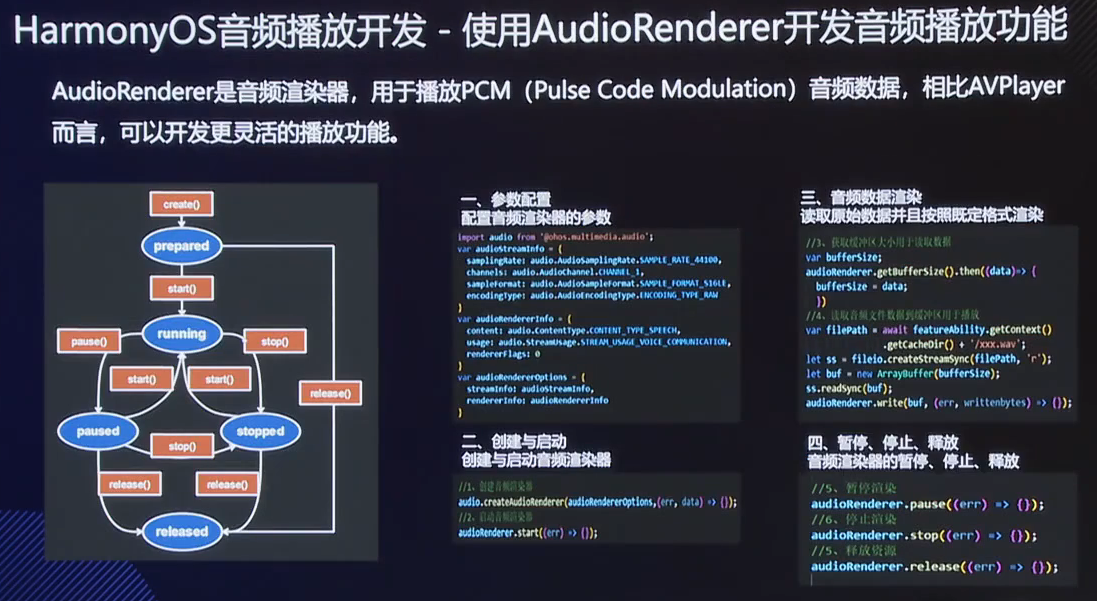 HarmonyOS音频播放开发 - 使用AudioRenderer开发音频播放功能
AudioRenderer是音频渲染器，用于播放PCM（Pulse Code Modulation）音频数据，相比AVPlayer
而言，可以开发更灵活的播放功能。
create()
prepared
start()
running
pause()
stop()
start()
start()
release()
paused
stopped
stop()
release()
release()
released
一、参数配置
配置音频渲染器的参数
import audio from '@ohos.multimedia.audio';
var audioStreamInfo = {
samplingRate: audio.AudioSamplingRate.SAMPLE_RATE_44100,
channels: audio.AudioChannel.CHANNEL_1,
sampleFormat: audio.AudioSampleFormat.SAMPLE_FORMAT_S16LE,
encodingType: audio.AudioEncodingType.ENCODING_TYPE_RAW
}
var audioRendererInfo = {
content: audio.ContentType.CONTENT_TYPE_SPEECH,
usage: audio.StreamUsage.STREAM_USAGE_VOICE_COMMUNICATION,
rendererFlags: 0
}
var audioRendererOptions = {
streamInfo: audioStreamInfo,
rendererInfo: audioRendererInfo
}
二、创建与启动
创建与启动音频渲染器
//1、创建音频渲染器
audio.createAudioRenderer(audioRendererOptions,(err, data) => {});
//2、启动音频渲染器
audioRenderer.start((err) => {});
三、音频数据渲染
读取原始数据并且按照既定格式渲染
//3、获取缓冲区大小用于读取数据
var bufferSize;
audioRenderer.getBufferSize().then((data)=> {
bufferSize = data;
})
//4、读取音频文件数据到缓冲区用于播放
var filePath = await featureAbility.getContext()
.getCacheDir() + '/xxx.wav';
let ss = fileio.createStreamSync(filePath, 'r');
let buf = new ArrayBuffer(bufferSize);
ss.readSync(buf);
audioRenderer.write(buf, (err, writtenbytes) => {});
四、暂停、停止、释放
音频渲染器的暂停、停止、释放
//5、暂停渲染
audioRenderer.pause((err) => {});
//6、停止渲染
audioRenderer.stop((err) => {});
//5、释放资源
audioRenderer.release((err) => {});